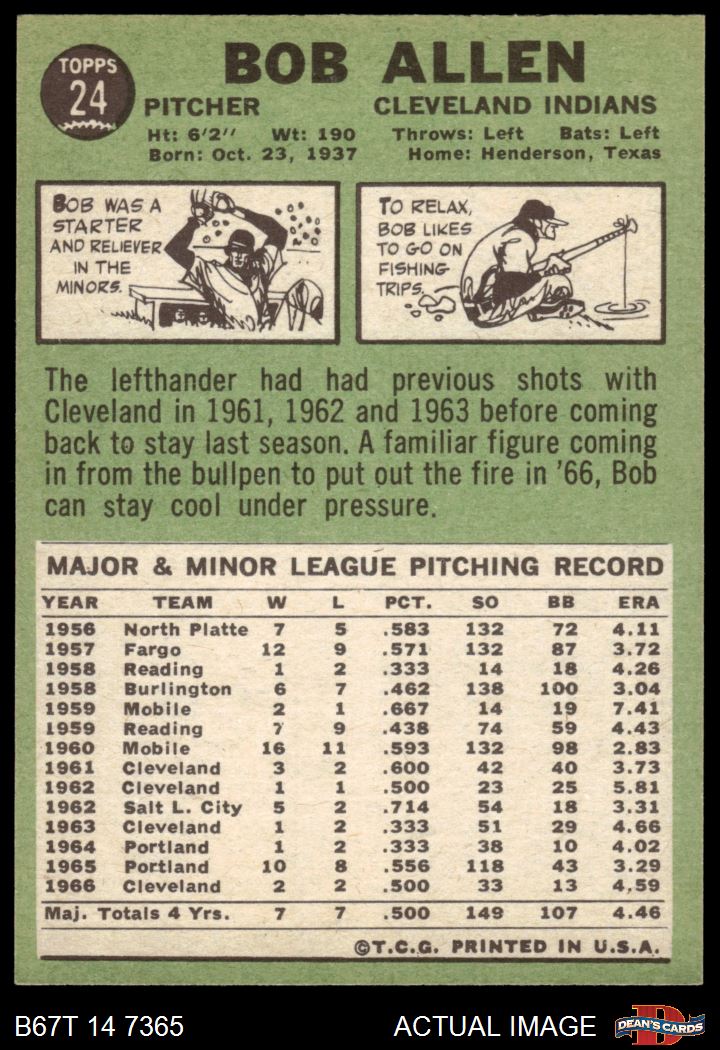 TOPPS
24
BOB ALLEN
PITCHER CLEVELAND INDIANS
Ht: 6'2" Wt: 190 Throws: Left Bats: Left
Born: Oct. 23, 1937 Home: Henderson, Texas
BOB WAS A
STARTER
AND RELIEVER
IN THE
MINORS.
TO RELAX,
BOB LIKES
TO GO ON
FISHING
TRIPS.
The lefthander had had previous shots with
Cleveland in 1961, 1962 and 1963 before coming
back to stay last season. A familiar figure coming
in from the bullpen to put out the fire in '66, Bob
can stay cool under pressure.
MAJOR & MINOR LEAGUE PITCHING RECORD
YEAR TEAM W L PCT. SO BB ERA
1956 North Platte 7 5 .583 132 72 4.11
1957 Fargo 12 9 .571 132 87 3.72
1958 Reading 1 2 .333 14 18 4.26
1958 Burlington 6 7 .462 138 100 3.04
1959 Mobile 2 1 .667 14 19 7.41
1959 Reading 7 9 .438 74 59 4.43
1960 Mobile 16 11 .593 132 98 2.83
1961 Cleveland 3 2 .600 42 40 3.73
1962 Cleveland 1 1 .500 23 25 5.81
1962 Salt L. City 5 2 .714 54 18 3.31
1963 Cleveland 1 2 .333 51 29 4.66
1964 Portland 1 2 .333 38 10 4.02
1965 Portland 10 8 .556 118 43 3.29
1966 Cleveland 2 2 .500 33 13 4.59
Maj. Totals 4 Yrs. 7 7 .500 149 107 4.46
©T.C.G. PRINTED IN U.S.A.
B67T 14 7365 ACTUAL IMAGE DEAN'S CARDS